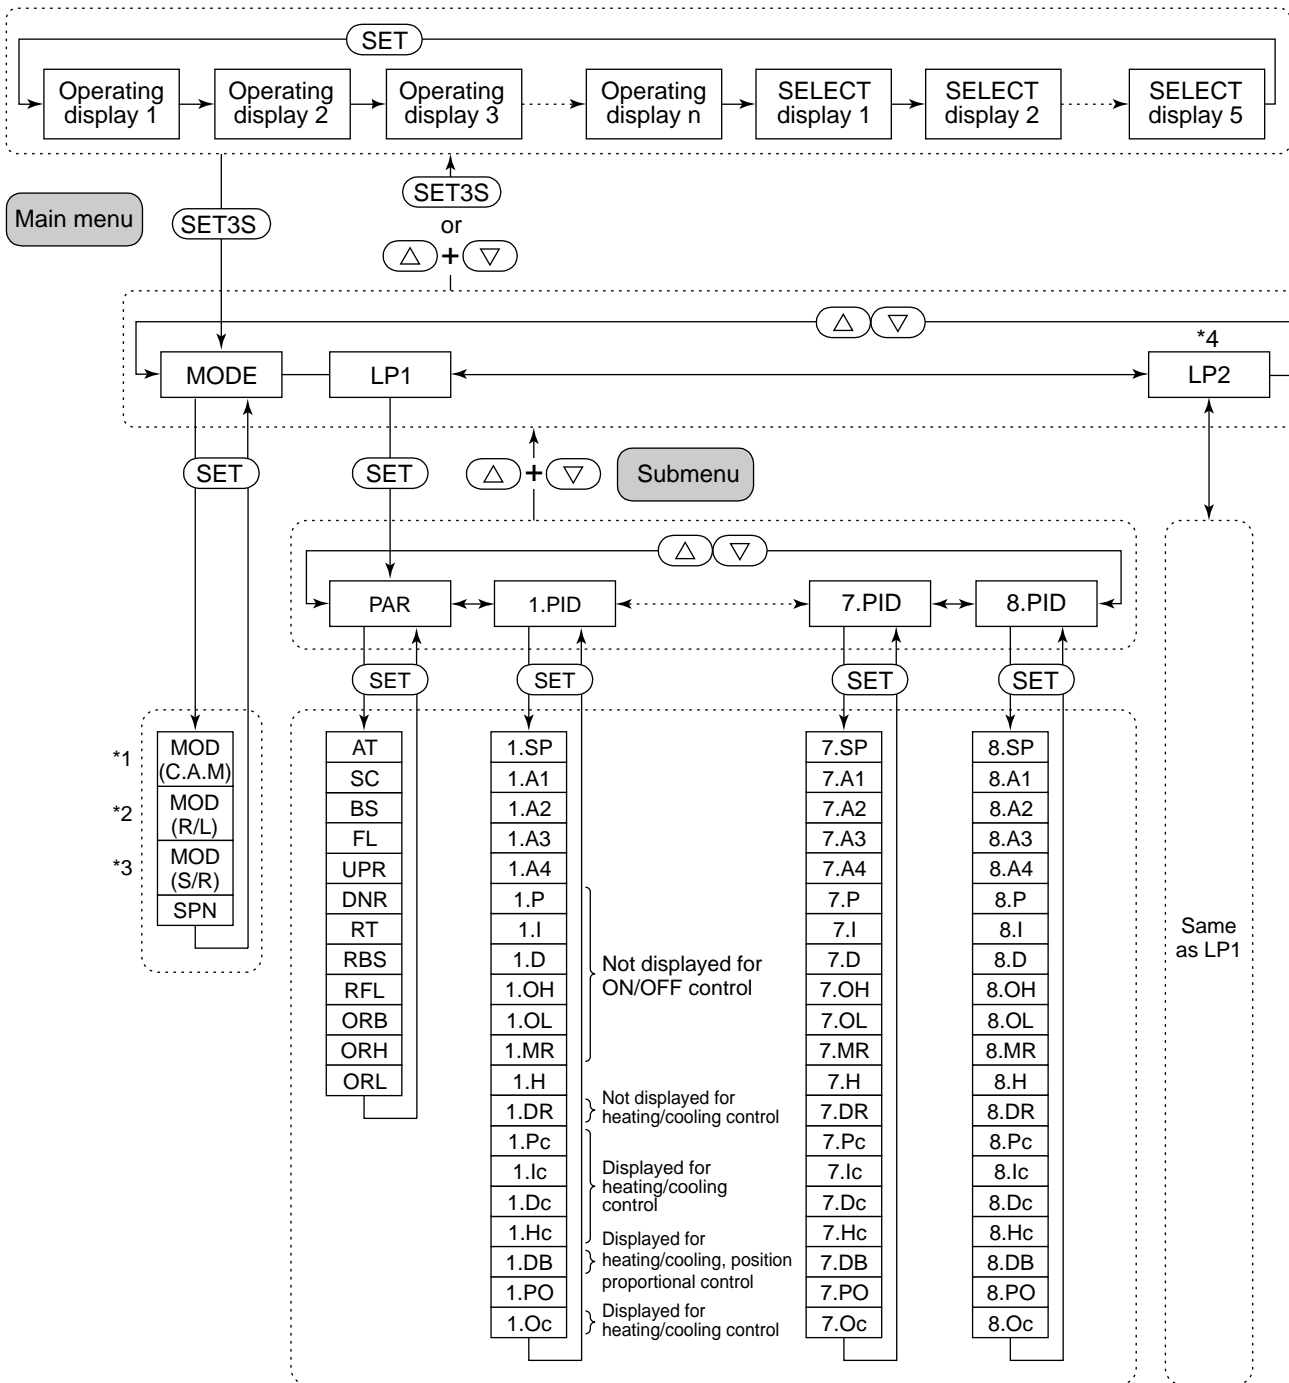 SET
Operating display 1
Operating display 2
Operating display 3
Operating display n
SELECT display 1
SELECT display 2
SELECT display 5
Main menu
SET3S
SET3S
or
△ + ▽
△ ▽
MODE
LP1
*4
LP2
SET
SET
△ + ▽
Submenu
△ ▽
PAR
1.PID
7.PID
8.PID
SET
SET
SET
SET
*1
MOD
(C.A.M)
*2
MOD
(R/L)
*3
MOD
(S/R)
SPN
AT
SC
BS
FL
UPR
DNR
RT
RBS
RFL
ORB
ORH
ORL
1.SP
1.A1
1.A2
1.A3
1.A4
1.P
1.I
1.D
1.OH
1.OL
1.MR
1.H
1.DR
1.Pc
1.Ic
1.Dc
1.Hc
1.DB
1.PO
1.Oc
Not displayed for
ON/OFF control
Not displayed for
heating/cooling control
Displayed for
heating/cooling
control
Displayed for
heating/cooling, position
proportional control
Displayed for
heating/cooling control
7.SP
7.A1
7.A2
7.A3
7.A4
7.P
7.I
7.D
7.OH
7.OL
7.MR
7.H
7.DR
7.Pc
7.Ic
7.Dc
7.Hc
7.DB
7.PO
7.Oc
8.SP
8.A1
8.A2
8.A3
8.A4
8.P
8.I
8.D
8.OH
8.OL
8.MR
8.H
8.DR
8.Pc
8.Ic
8.Dc
8.Hc
8.DB
8.PO
8.Oc
Same
as LP1